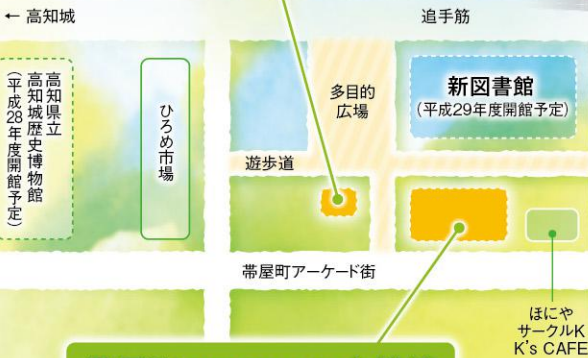 ← 高知城
追手筋
高知県立
高知城歴史博物館
（平成28年度開館予定）
ひろめ市場
多目的
広場
新図書館
（平成29年度開館予定）
遊歩道
帯屋町アーケード街
ほにや
サークルK
K's CAFE